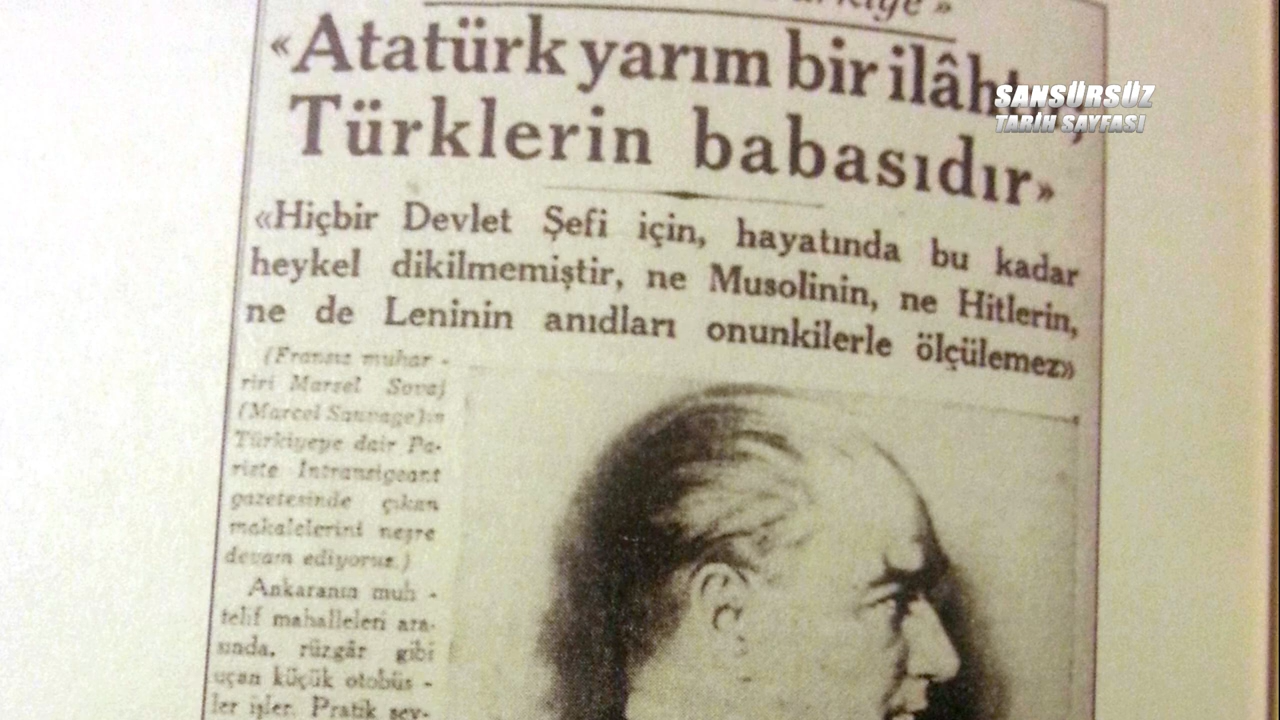 «Atatürk yarım bir ilâht
SANSÜRSÜZ
TARİH SAYFASI
Türklerin babasıdır»
«Hiçbir Devlet Şefi için, hayatında bu kadar
heykel dikilmemiştir, ne Musolinin, ne Hitlerin,
ne de Leninin anıdları onunkilerle ölçülemez»
(Fransız muhar -
riri Marsel Sovaj
(Marcel Sauvage)ın
Türkiyeye dair Pa-
riste Intransigeant
gazetesinde çıkan
makalelerini neşre
devam ediyoruz.)
Ankaranın muh -
telif mahalleleri ara-
sında, rüzgâr gibi
uçan küçük otobüs -
ler işler. Pratik şey-